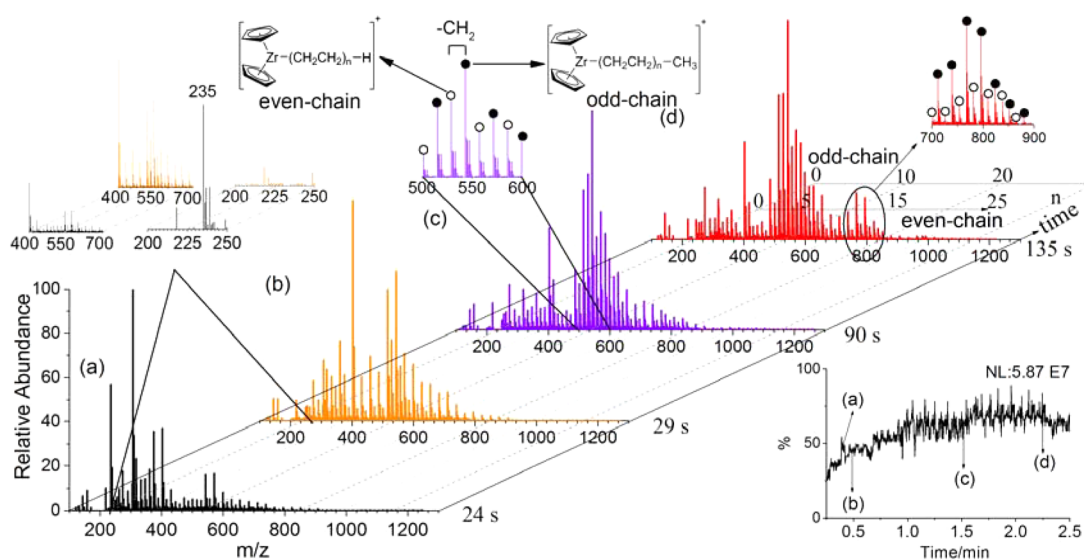 [Zr-(CH2CH2)n-H]+
even-chain
-CH2
[Zr-(CH2CH2)n-CH3]+
odd-chain
235
400 550 700
200 225 250
400 550 700
200 225 250
500 550 600
(c)
(d)
700 800 900
odd-chain
0 10 20
0 5 15 25 n
even-chain
time
200 400 600 800 1000 1200
135 s
(b)
200 400 600 800 1000 1200
90 s
(a)
200 400 600 800 1000 1200
29 s
Relative Abundance
100
80
60
40
20
0
200 400 600 800 1000 1200
24 s
m/z
NL:5.87 E7
100
50
0
%
(a)
(b)
(c)
(d)
0.5 1.0 1.5 2.0 2.5
Time/min